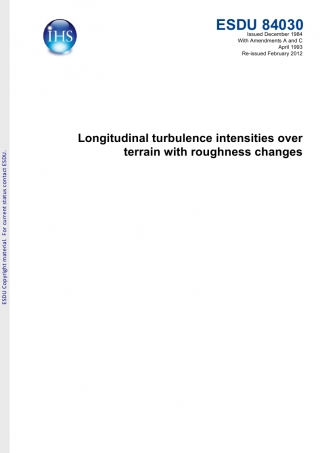 IHS
ESDU 84030
Issued December 1984
With Amendments A and C
April 1993
Re-issued February 2012
Longitudinal turbulence intensities over
terrain with roughness changes
ESDU Copyright material. For current status contact ESDU.